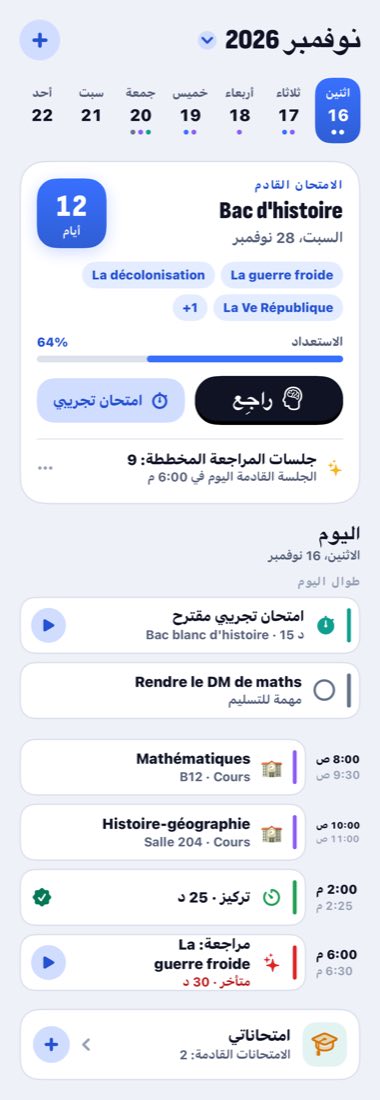 نوفمبر 2026
اثنين ثلاثاء أربعاء خميس جمعة سبت أحد
16 17 18 19 20 21 22
الامتحان القادم
Bac d'histoire
السبت، 28 نوفمبر
12
أيام
La guerre froide La décolonisation
La Ve République +1
الاستعداد 64%
راجع امتحان تجريبي
جلسات المراجعة المخططة: 9
الجلسة القادمة اليوم في 6:00 م
اليوم
الاثنين، 16 نوفمبر
طوال اليوم
امتحان تجريبي مقترح
Bac blanc d'histoire · 15 د
Rendre le DM de maths
مهمة للتسليم
8:00 ص
9:30 ص
Mathématiques
B12 · Cours
10:00 ص
11:00 ص
Histoire-géographie
Salle 204 · Cours
2:00 م
2:25 م
تركيز · 25 د
6:00 م
6:30 م
مراجعة: La
guerre froide
متأخر · 30 د
امتحاناتي
الامتحانات القادمة: 2